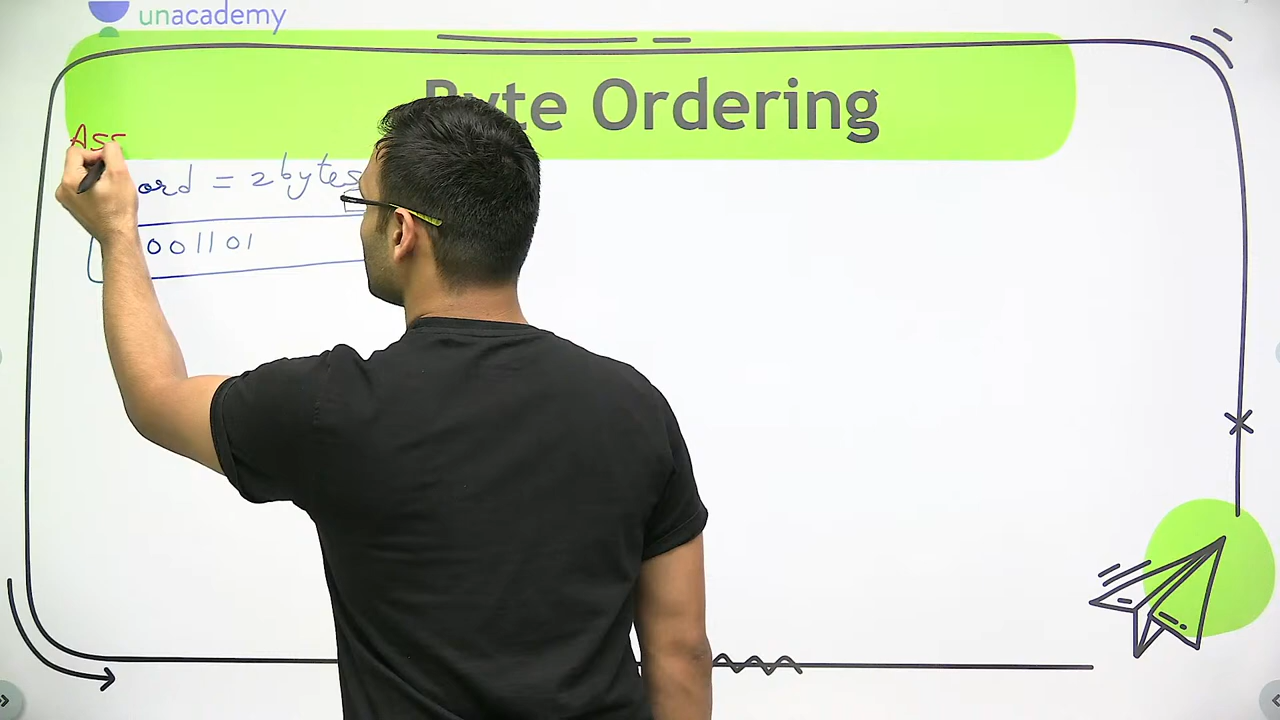 unacademy
Byte Ordering
Ass
ord = 2bytes
001101